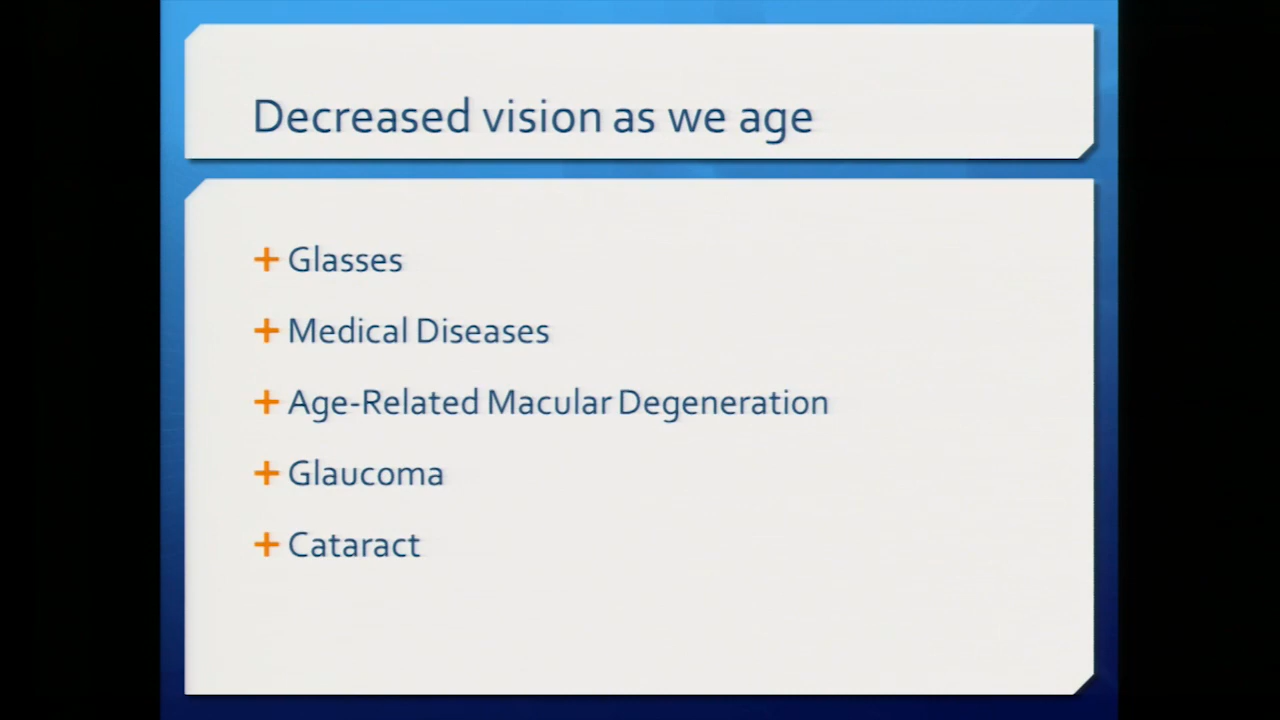 Decreased vision as we age
+ Glasses
+ Medical Diseases
+ Age-Related Macular Degeneration
+ Glaucoma
+ Cataract